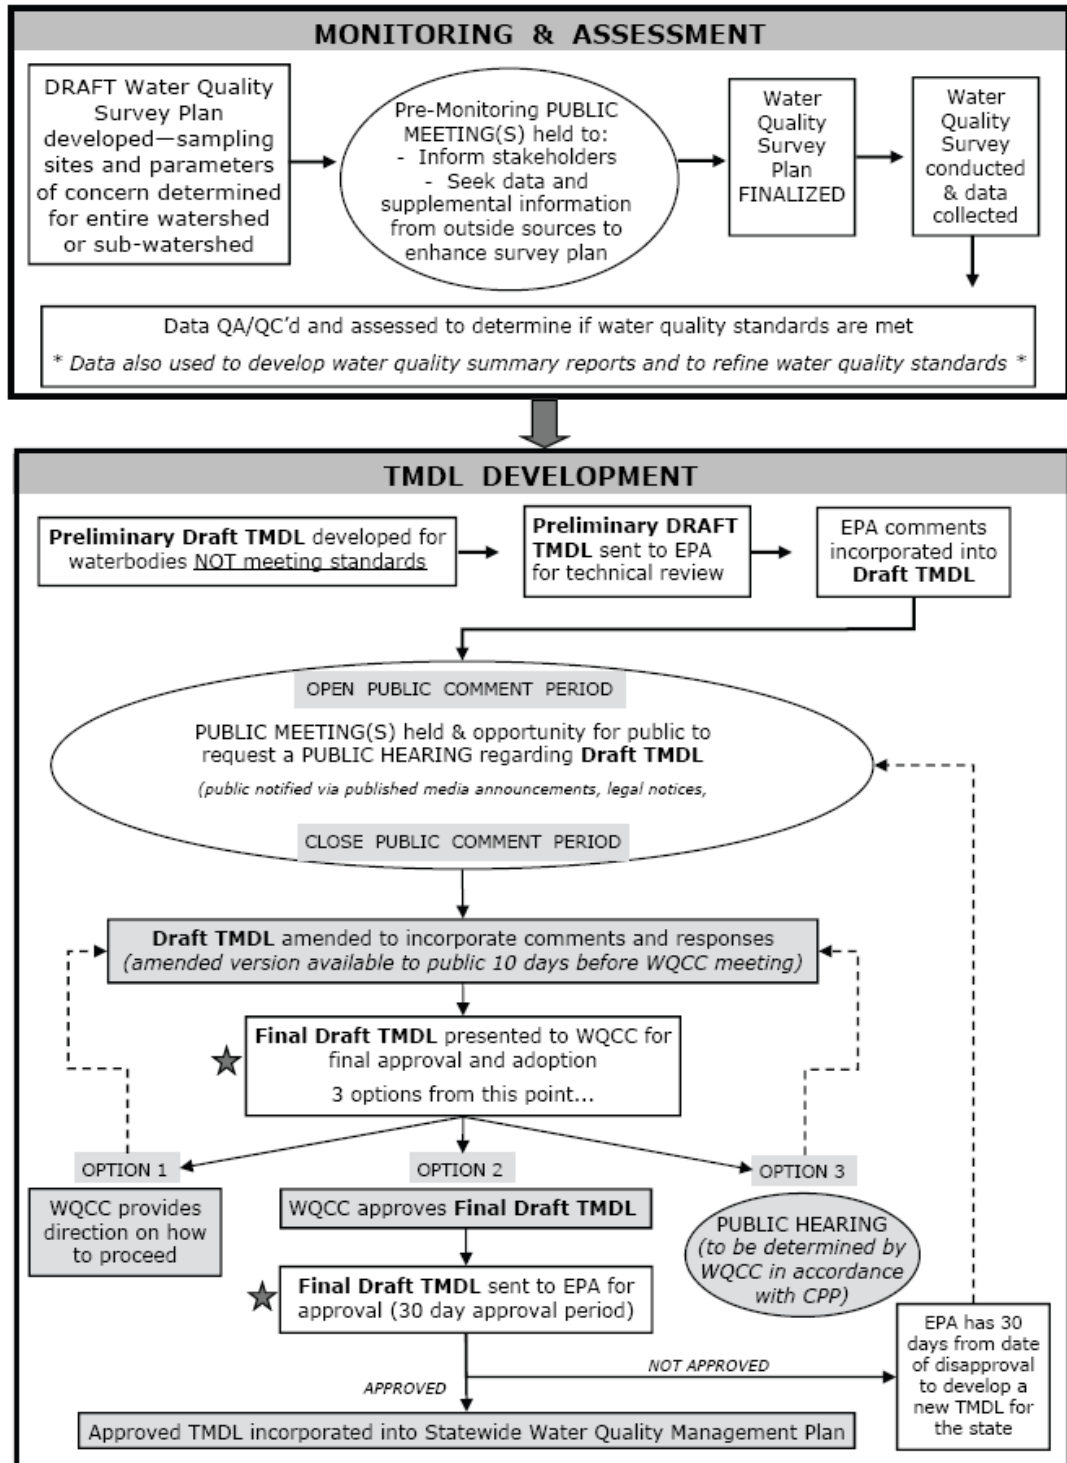 MONITORING & ASSESSMENT
DRAFT Water Quality
Survey Plan
developed—sampling
sites and parameters
of concern determined
for entire watershed
or sub-watershed
Pre-Monitoring PUBLIC
MEETING(S) held to:
- Inform stakeholders
- Seek data and
supplemental information
from outside sources to
enhance survey plan
Water
Quality
Survey
Plan
FINALIZED
Water
Quality
Survey
conducted
& data
collected
Data QA/QC'd and assessed to determine if water quality standards are met
* Data also used to develop water quality summary reports and to refine water quality standards *
TMDL DEVELOPMENT
Preliminary Draft TMDL developed for
waterbodies NOT meeting standards
Preliminary DRAFT
TMDL sent to EPA
for technical review
EPA comments
incorporated into
Draft TMDL
OPEN PUBLIC COMMENT PERIOD
PUBLIC MEETING(S) held & opportunity for public to
request a PUBLIC HEARING regarding Draft TMDL
(public notified via published media announcements, legal notices,
CLOSE PUBLIC COMMENT PERIOD
Draft TMDL amended to incorporate comments and responses
(amended version available to public 10 days before WQCC meeting)
Final Draft TMDL presented to WQCC for
final approval and adoption
3 options from this point...
OPTION 1
WQCC provides
direction on how
to proceed
OPTION 2
WQCC approves Final Draft TMDL
Final Draft TMDL sent to EPA for
approval (30 day approval period)
OPTION 3
PUBLIC HEARING
(to be determined by
WQCC in accordance
with CPP)
NOT APPROVED
APPROVED
EPA has 30
days from date
of disapproval
to develop a
new TMDL for
the state
Approved TMDL incorporated into Statewide Water Quality Management Plan